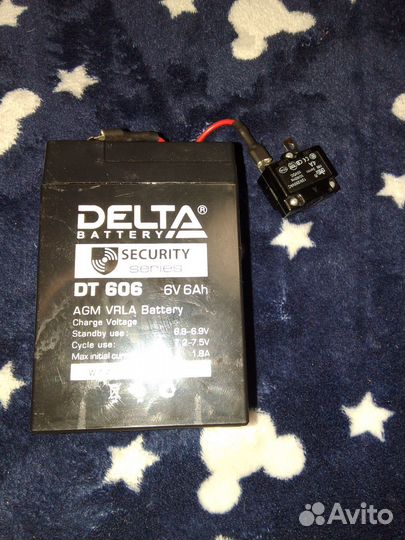 DELTA®
BATTERY
SECURITY
series
DT 606 6V 6Ah
AGM VRLA Battery
Charge Voltage
Standby use: 6.8-6.9V
Cycle use: 7.2-7.5V
Max initial 1.8A
4A
Avito